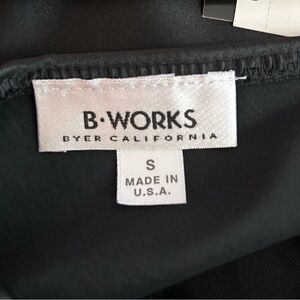 B·WORKS
BYER CALIFORNIA
S
MADE IN
U.S.A.